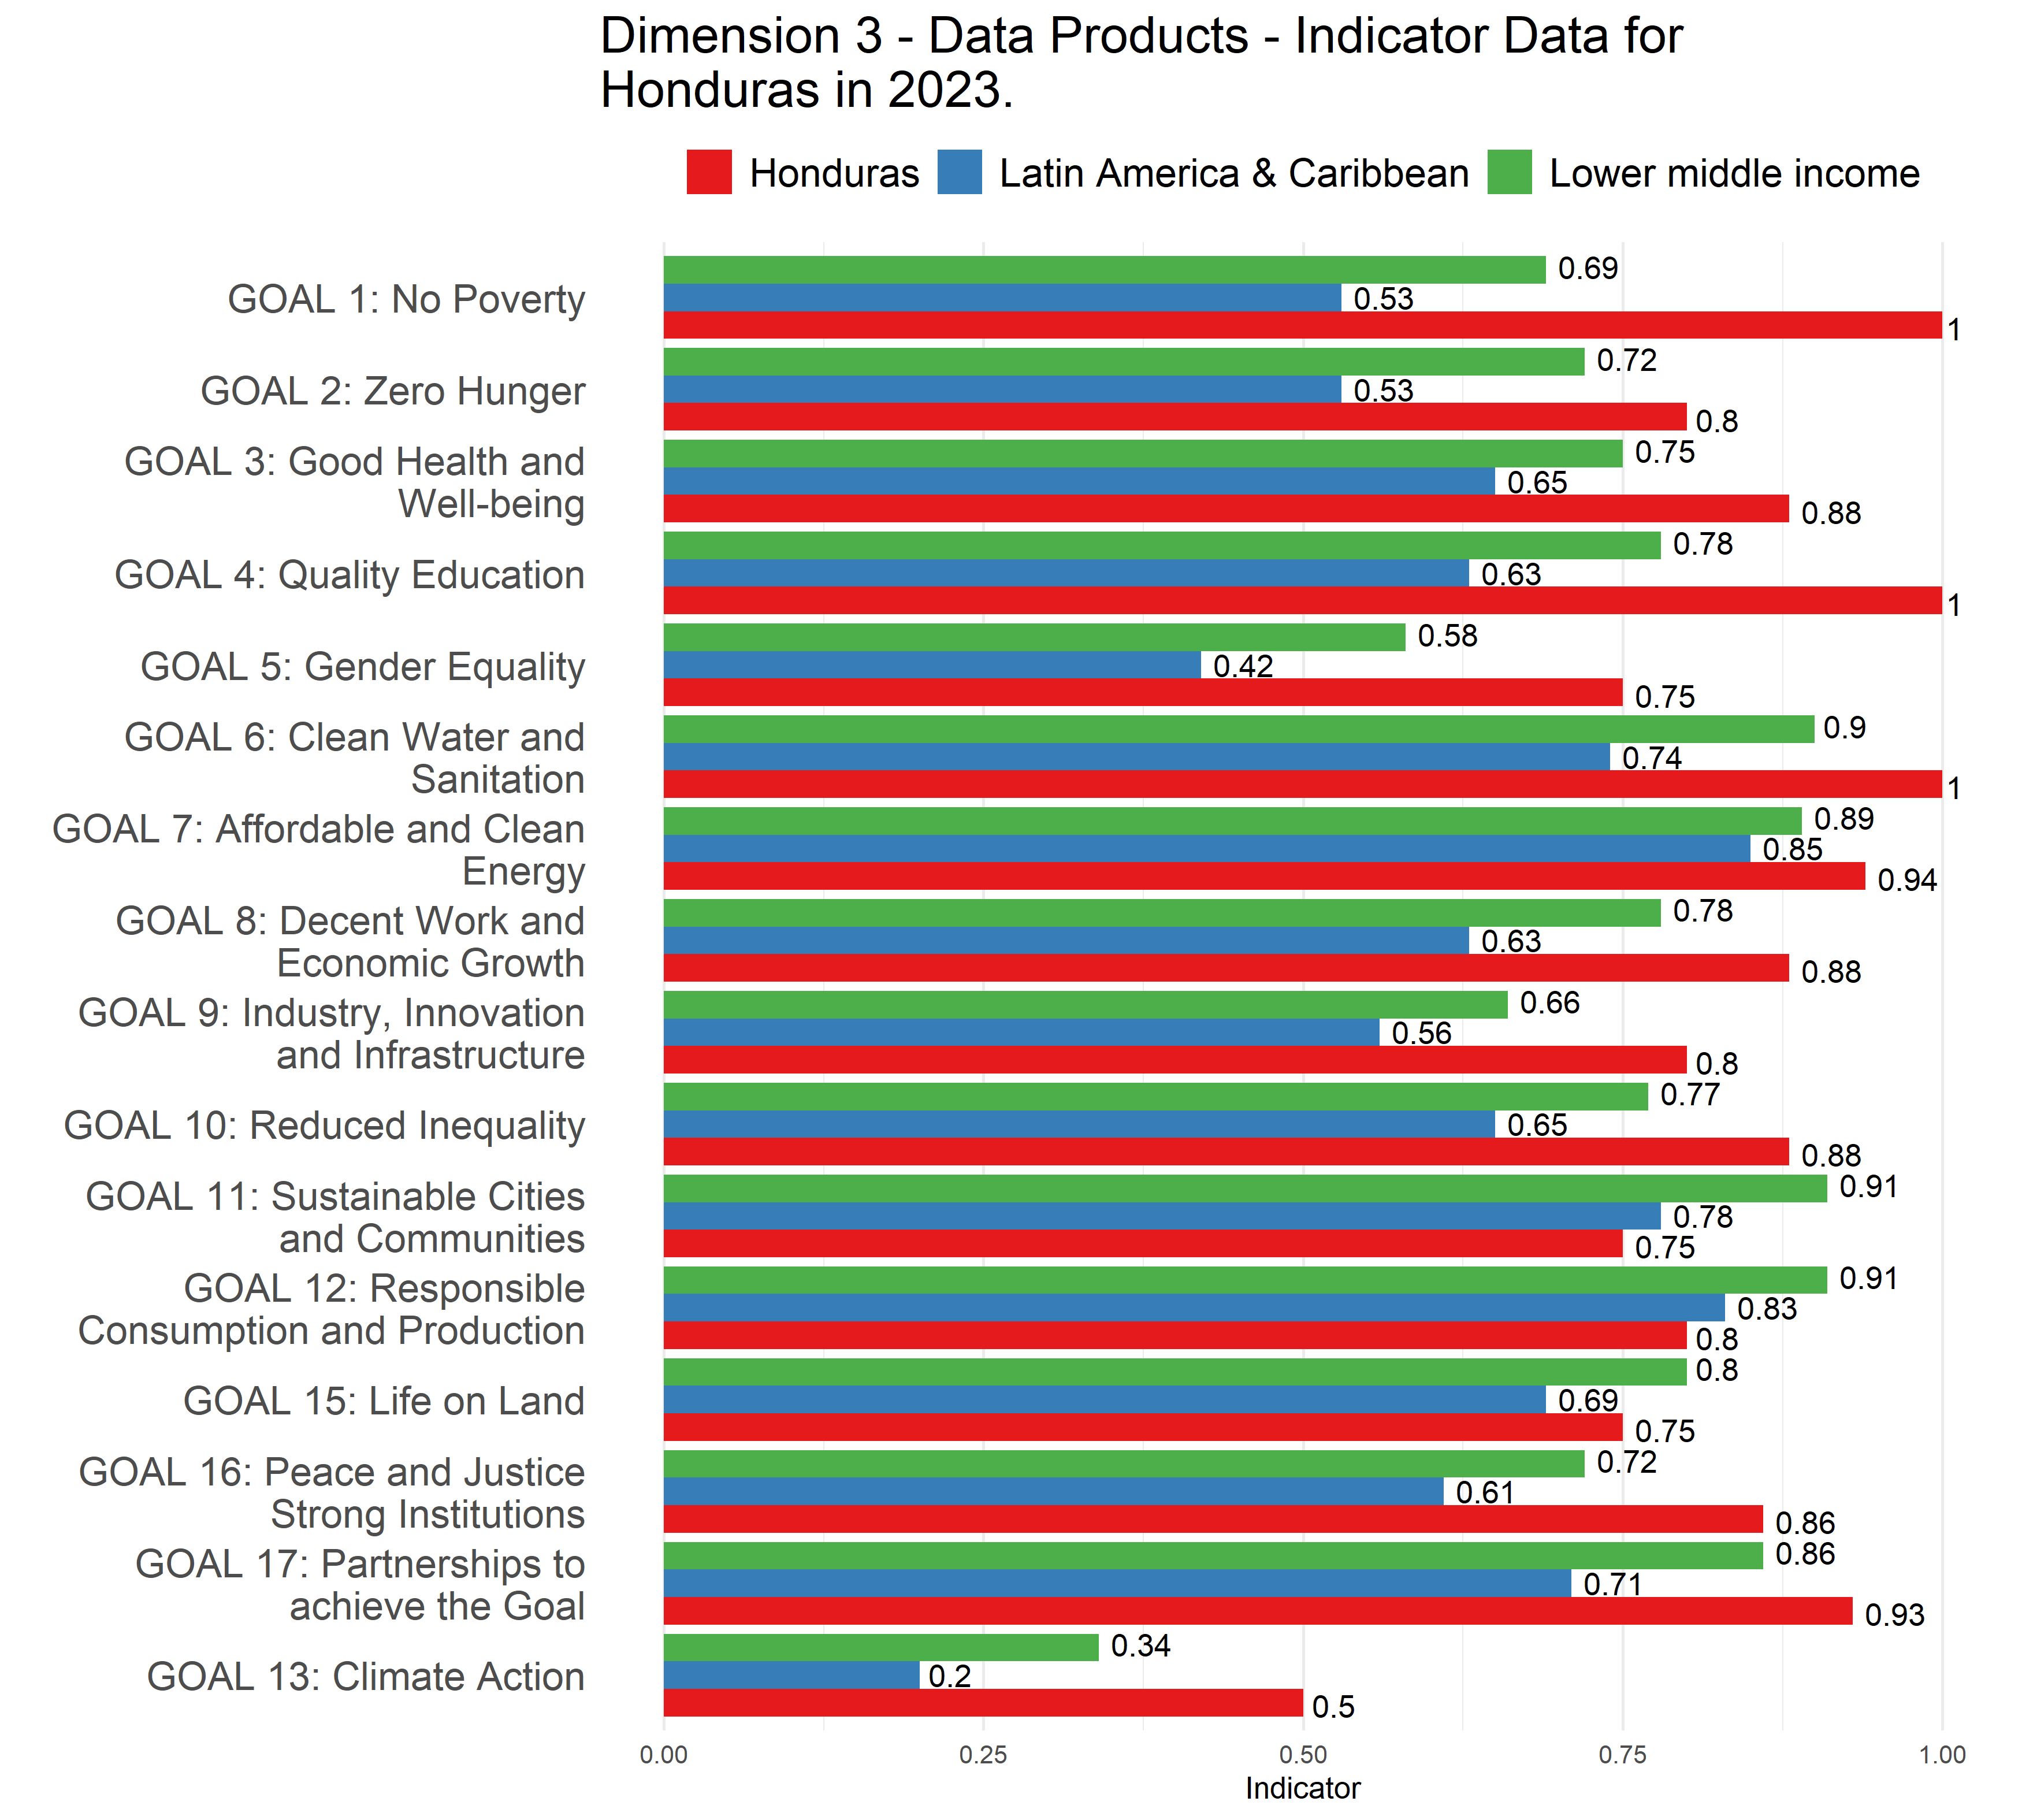 Dimension 3 - Data Products - Indicator Data for
Honduras in 2023.
Honduras
Latin America & Caribbean
Lower middle income
GOAL 1: No Poverty
0.69
0.53
1
GOAL 2: Zero Hunger
0.72
0.53
0.8
GOAL 3: Good Health and
Well-being
0.75
0.65
0.88
GOAL 4: Quality Education
0.78
0.63
1
GOAL 5: Gender Equality
0.58
0.42
0.75
GOAL 6: Clean Water and
Sanitation
0.9
0.74
1
GOAL 7: Affordable and Clean
Energy
0.89
0.85
0.94
GOAL 8: Decent Work and
Economic Growth
0.78
0.63
0.88
GOAL 9: Industry, Innovation
and Infrastructure
0.66
0.56
0.8
GOAL 10: Reduced Inequality
0.77
0.65
0.88
GOAL 11: Sustainable Cities
and Communities
0.91
0.78
0.75
GOAL 12: Responsible
Consumption and Production
0.91
0.83
0.8
GOAL 15: Life on Land
0.8
0.69
0.75
GOAL 16: Peace and Justice
Strong Institutions
0.72
0.61
0.86
GOAL 17: Partnerships to
achieve the Goal
0.86
0.71
0.93
GOAL 13: Climate Action
0.34
0.2
0.5
0.00
0.25
0.50
0.75
1.00
Indicator